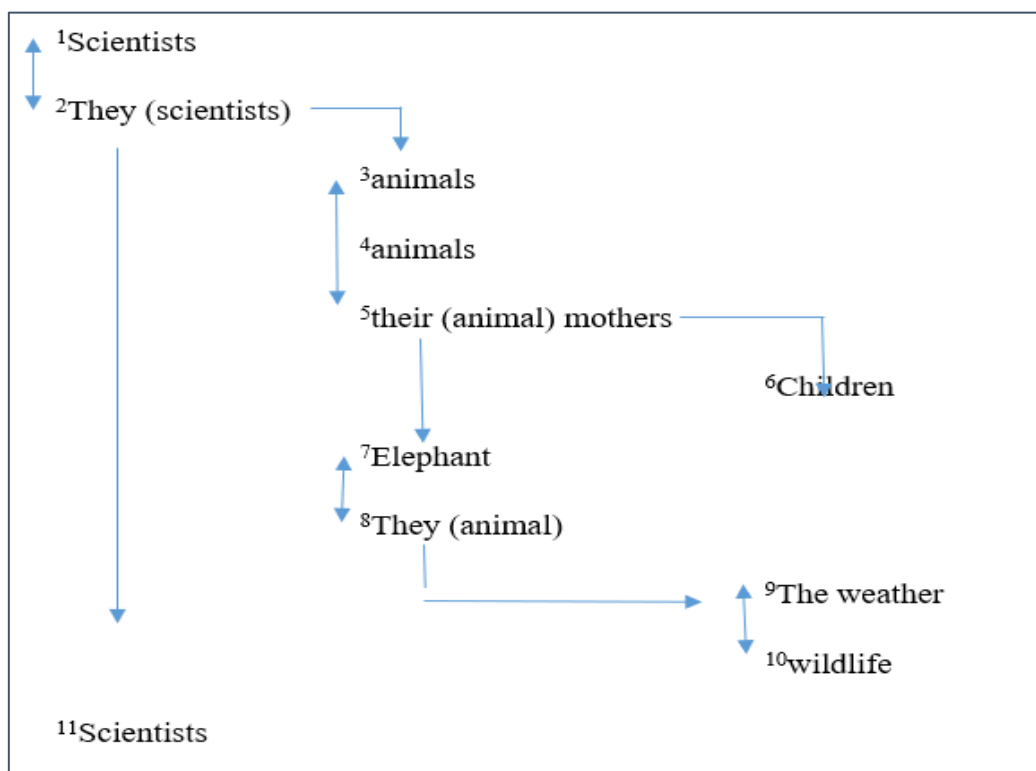 ¹Scientists
²They (scientists)
³animals
⁴animals
⁵their (animal) mothers
⁶Children
⁷Elephant
⁸They (animal)
⁹The weather
¹⁰wildlife
¹¹Scientists